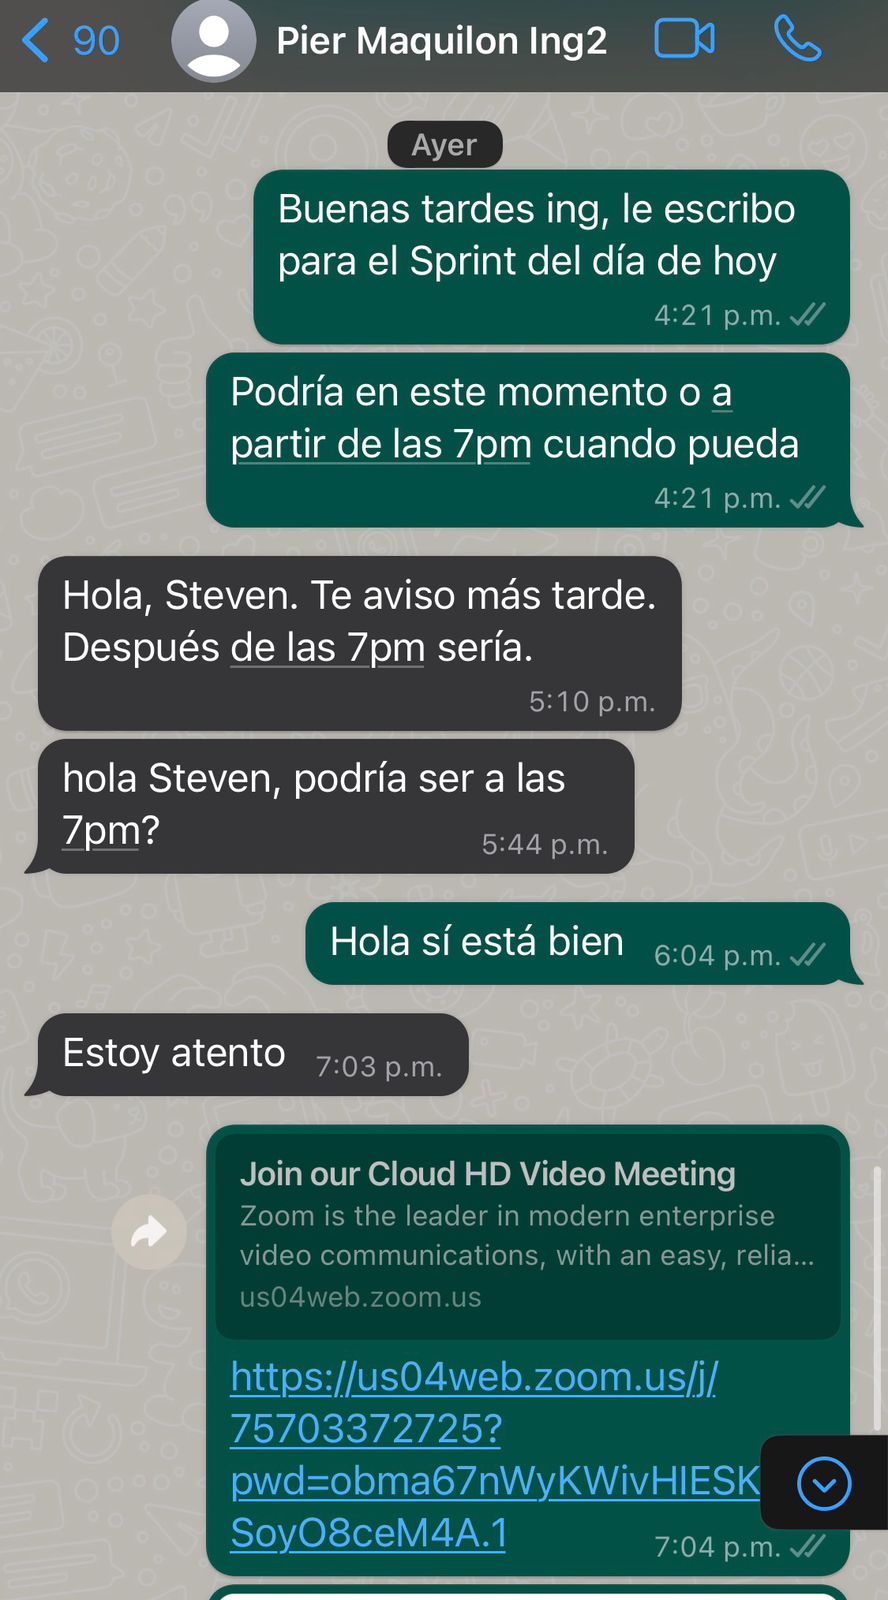 90
Pier Maquilon Ing2
Ayer
Buenas tardes ing, le escribo
para el Sprint del día de hoy
4:21 p.m.
Podría en este momento o a
partir de las 7pm cuando pueda
4:21 p.m.
Hola, Steven. Te aviso más tarde.
Después de las 7pm sería.
5:10 p.m.
hola Steven, podría ser a las
7pm?
5:44 p.m.
Hola sí está bien
6:04 p.m.
Estoy atento
7:03 p.m.
Join our Cloud HD Video Meeting
Zoom is the leader in modern enterprise
video communications, with an easy, relia...
us04web.zoom.us
https://us04web.zoom.us/j/
75703372725?
pwd=obma67nWyKWivHIESK
SoyO8ceM4A.1
7:04 p.m.